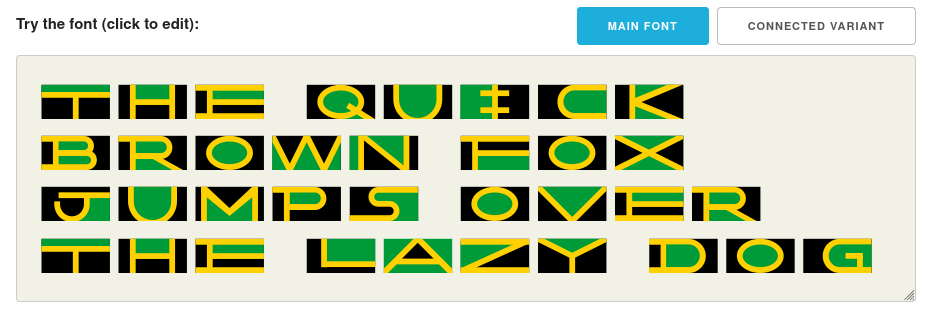 Try the font (click to edit):
MAIN FONT
CONNECTED VARIANT
THE QUICK
BROWN FOX
JUMPS OVER
THE LAZY DOG